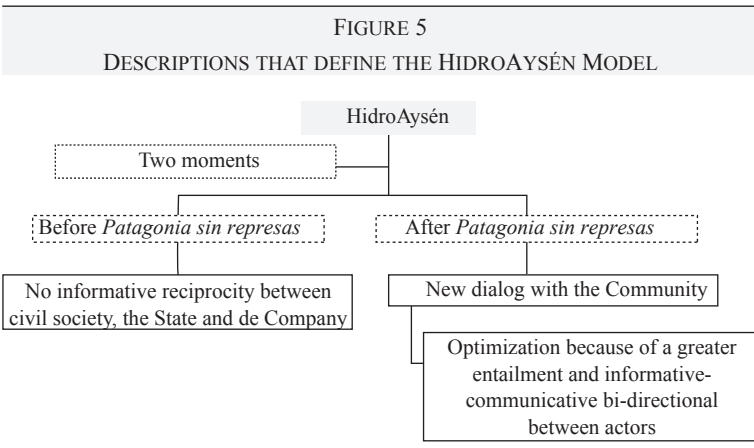 FIGURE 5
DESCRIPTIONS THAT DEFINE THE HIDROAYSÉN MODEL
HidroAysén
Two moments
Before Patagonia sin represas
After Patagonia sin represas
No informative reciprocity between
civil society, the State and de Company
New dialog with the Community
Optimization because of a greater
entailment and informative-
communicative bi-directional
between actors